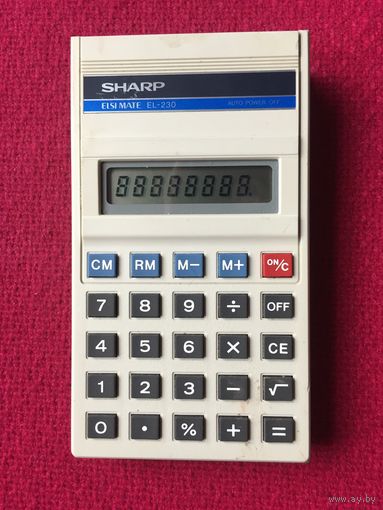 SHARP
ELSI MATE EL-230 AUTO POWER OFF
88888888.
CM RM M− M+ ON/C
7 8 9 ÷ OFF
4 5 6 × CE
1 2 3 − √
0 · % + =
www.ay.by